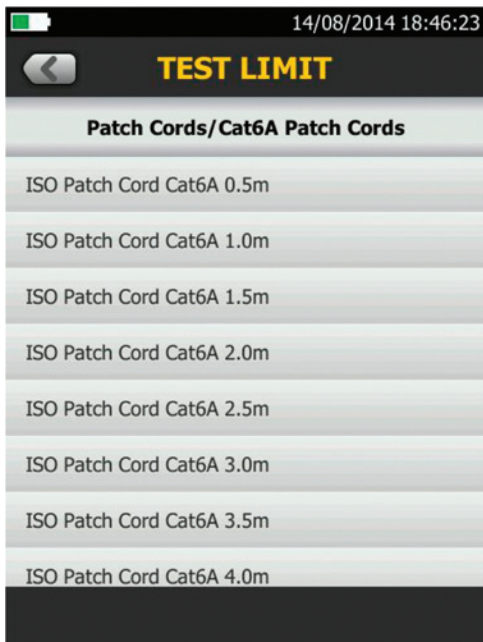 14/08/2014 18:46:23
TEST LIMIT
Patch Cords/Cat6A Patch Cords
ISO Patch Cord Cat6A 0.5m
ISO Patch Cord Cat6A 1.0m
ISO Patch Cord Cat6A 1.5m
ISO Patch Cord Cat6A 2.0m
ISO Patch Cord Cat6A 2.5m
ISO Patch Cord Cat6A 3.0m
ISO Patch Cord Cat6A 3.5m
ISO Patch Cord Cat6A 4.0m